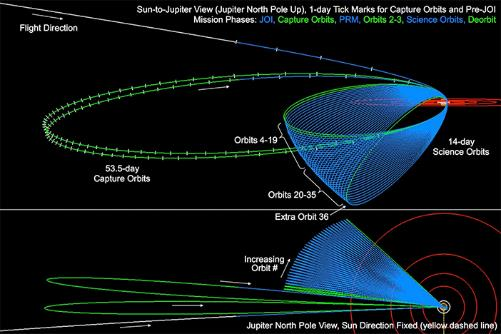 Sun-to-Jupiter View (Jupiter North Pole Up), 1-day Tick Marks for Capture Orbits and Pre-JOI
Mission Phases: JOI, Capture Orbits, PRM, Orbits 2-3, Science Orbits, Deorbit
Flight Direction
Orbits 4-19
14-day
Science Orbits
53.5-day
Capture Orbits
Orbits 20-35
Extra Orbit 36
Increasing
Orbit #
Jupiter North Pole View, Sun Direction Fixed (yellow dashed line)